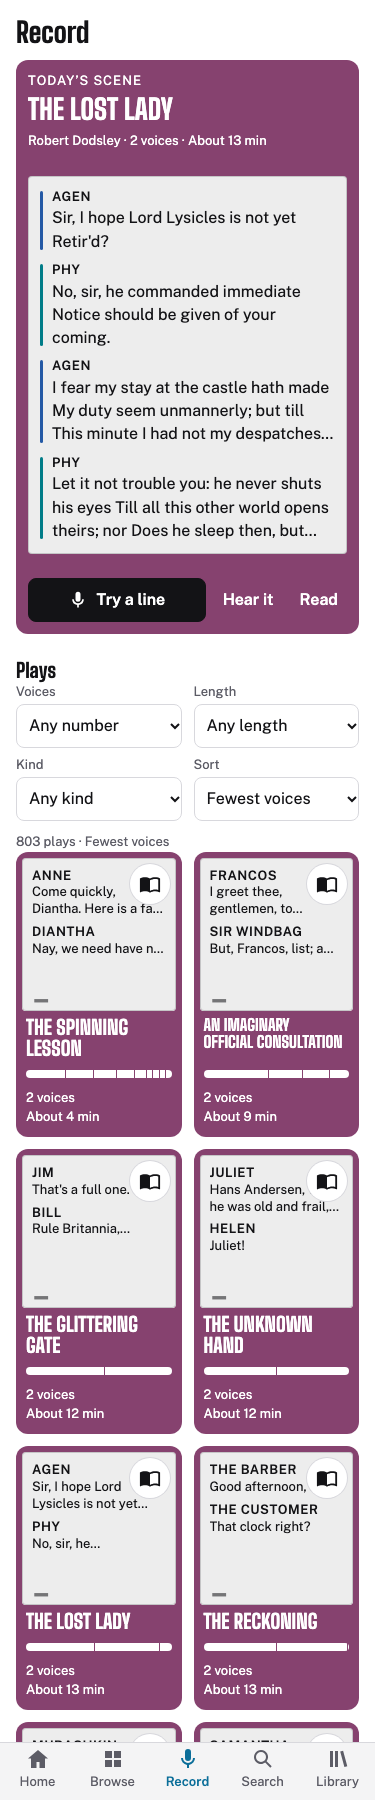 Record
TODAY'S SCENE
THE LOST LADY
Robert Dodsley · 2 voices · About 13 min
AGEN
Sir, I hope Lord Lysicles is not yet
Retir'd?
PHY
No, sir, he commanded immediate
Notice should be given of your
coming.
AGEN
I fear my stay at the castle hath made
My duty seem unmannerly; but till
This minute I had not my despatches...
PHY
Let it not trouble you: he never shuts
his eyes Till all this other world opens
theirs; nor Does he sleep then, but...
Try a line
Hear it
Read
Plays
Voices
Length
Any number
Any length
Kind
Sort
Any kind
Fewest voices
803 plays · Fewest voices
ANNE
Come quickly,
Diantha. Here is a fa...
DIANTHA
Nay, we need have n...
THE SPINNING
LESSON
2 voices
About 4 min
FRANCOS
I greet thee,
gentlemen, to...
SIR WINDBAG
But, Francos, list; a...
AN IMAGINARY
OFFICIAL CONSULTATION
2 voices
About 9 min
JIM
That's a full one.
BILL
Rule Britannia,...
THE GLITTERING
GATE
2 voices
About 12 min
JULIET
Hans Andersen,
he was old and frail,...
HELEN
Juliet!
THE UNKNOWN
HAND
2 voices
About 12 min
AGEN
Sir, I hope Lord
Lysicles is not yet...
PHY
No, sir, he...
THE LOST LADY
2 voices
About 13 min
THE BARBER
Good afternoon,
THE CUSTOMER
That clock right?
THE RECKONING
2 voices
About 13 min
Home
Browse
Record
Search
Library